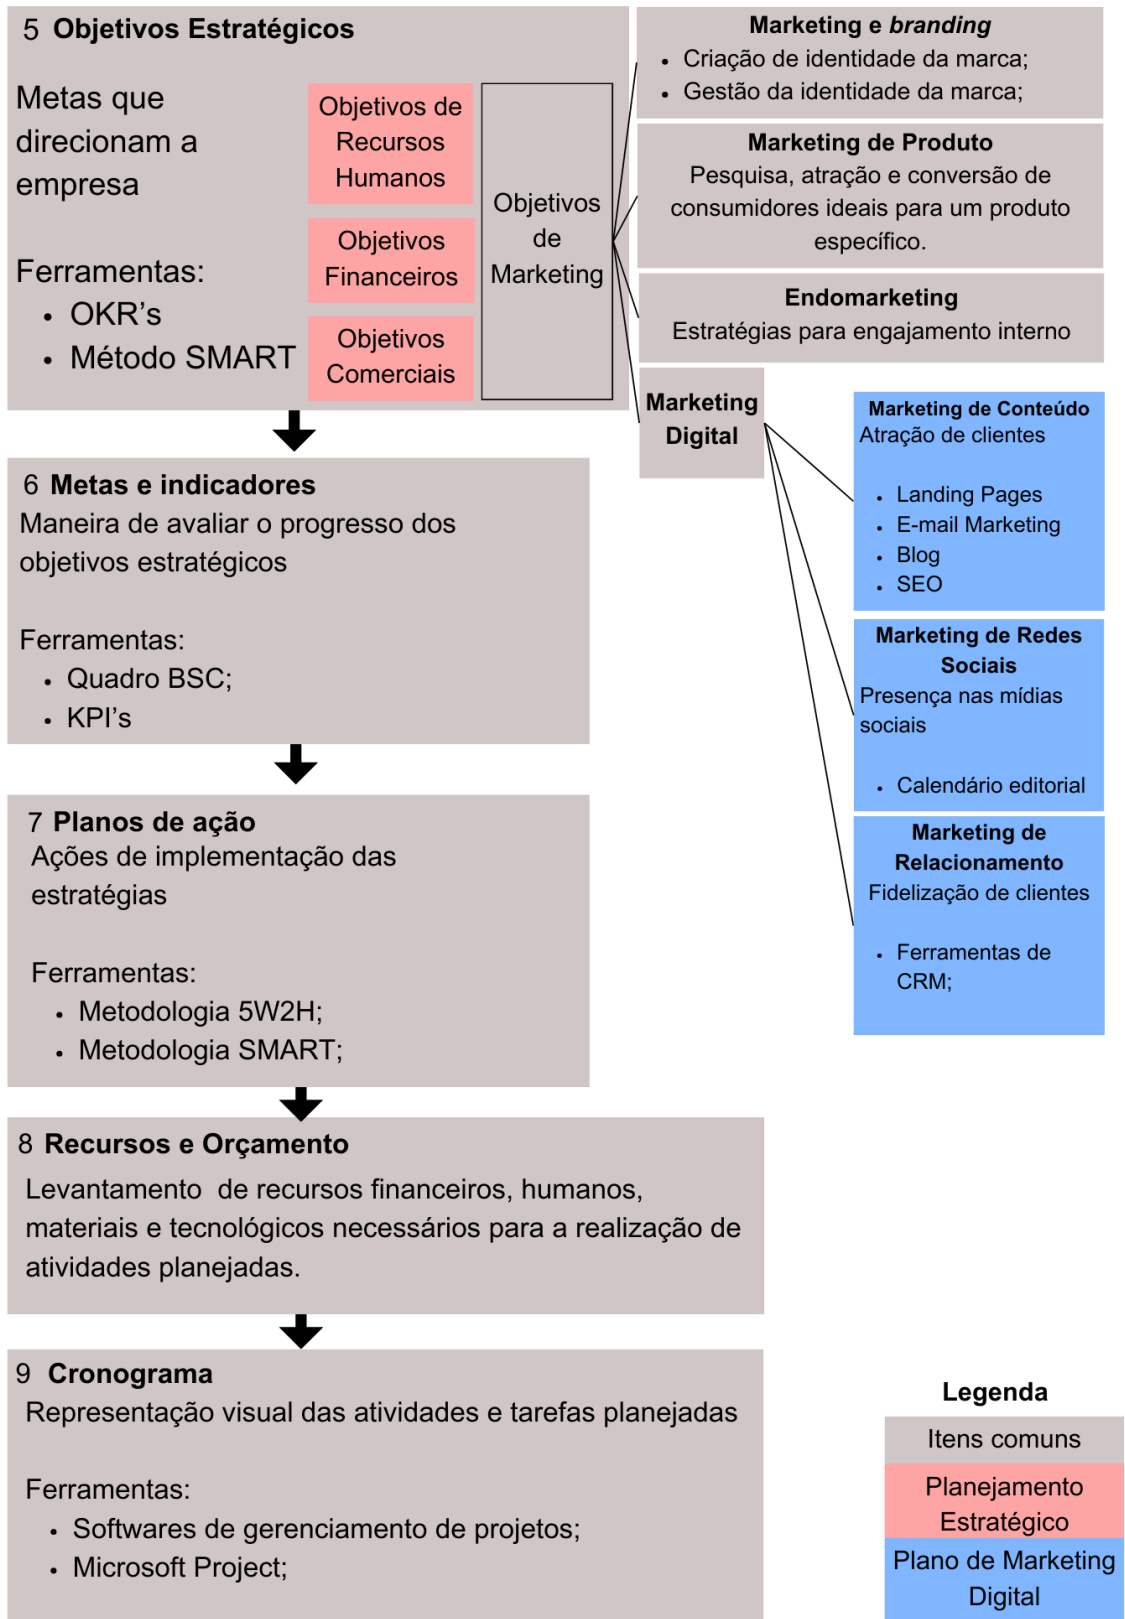 5 Objetivos Estratégicos
Metas que
direcionam a
empresa
Ferramentas:
• OKR's
• Método SMART
Objetivos de
Recursos
Humanos
Objetivos
Financeiros
Objetivos
Comerciais
Objetivos
de
Marketing
Marketing e branding
• Criação de identidade da marca;
• Gestão da identidade da marca;
Marketing de Produto
Pesquisa, atração e conversão de
consumidores ideais para um produto
específico.
Endomarketing
Estratégias para engajamento interno
Marketing
Digital
Marketing de Conteúdo
Atração de clientes
• Landing Pages
• E-mail Marketing
• Blog
• SEO
Marketing de Redes
Sociais
Presença nas mídias
sociais
• Calendário editorial
Marketing de
Relacionamento
Fidelização de clientes
• Ferramentas de
CRM;
6 Metas e indicadores
Maneira de avaliar o progresso dos
objetivos estratégicos
Ferramentas:
• Quadro BSC;
• KPI's
7 Planos de ação
Ações de implementação das
estratégias
Ferramentas:
• Metodologia 5W2H;
• Metodologia SMART;
8 Recursos e Orçamento
Levantamento de recursos financeiros, humanos,
materiais e tecnológicos necessários para a realização de
atividades planejadas.
9 Cronograma
Representação visual das atividades e tarefas planejadas
Ferramentas:
• Softwares de gerenciamento de projetos;
• Microsoft Project;
Legenda
Itens comuns
Planejamento
Estratégico
Plano de Marketing
Digital